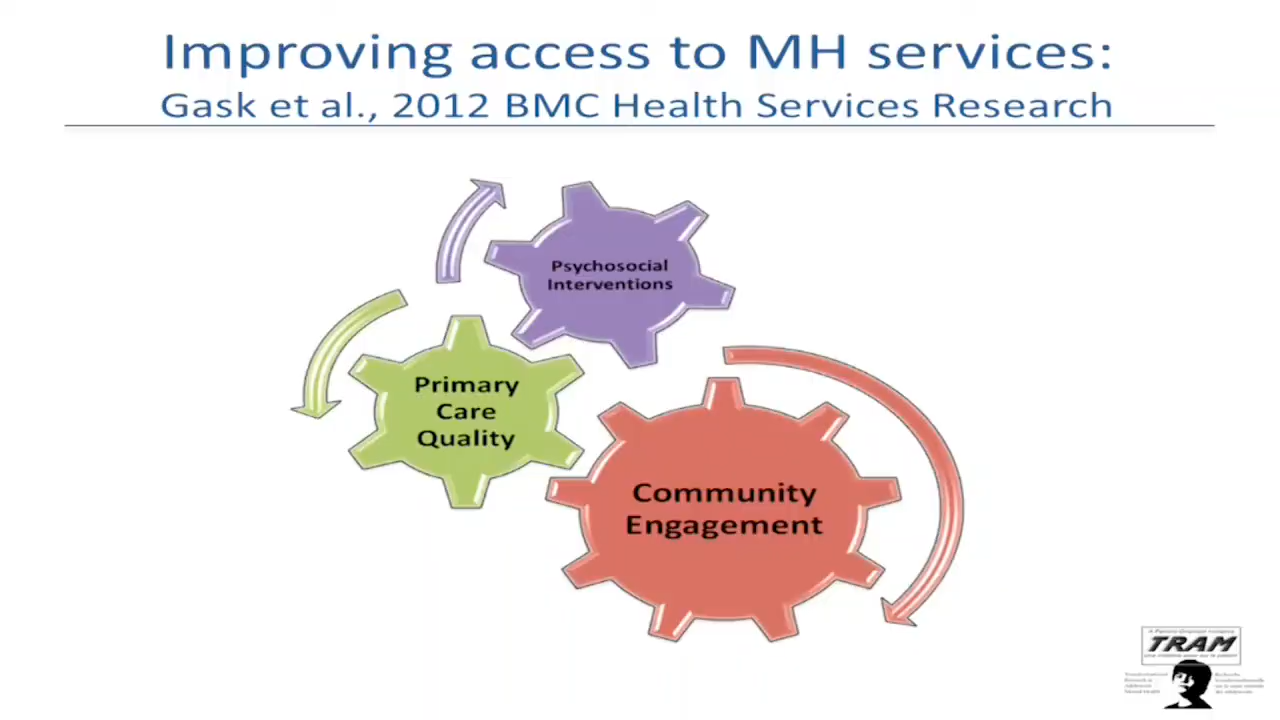 Improving access to MH services:
Gask et al., 2012 BMC Health Services Research
Psychosocial
Interventions
Primary
Care
Quality
Community
Engagement
TRAM